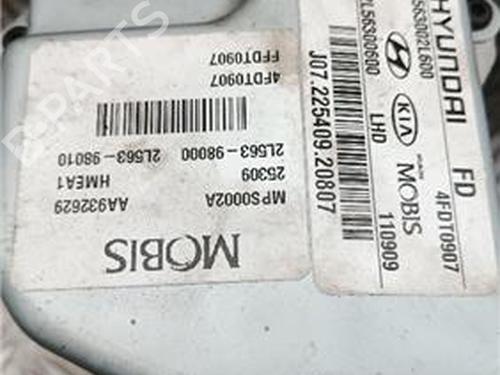 MOBIS
MPS0002A AA932629
25309 HMEA1
2L563-98000 2L563-98010
4FDT0907
FFDT0907
HYUNDAI FD 4FDT0907
KIA MOBIS 110909
LHD
J07.225409.20807
B-PARTS